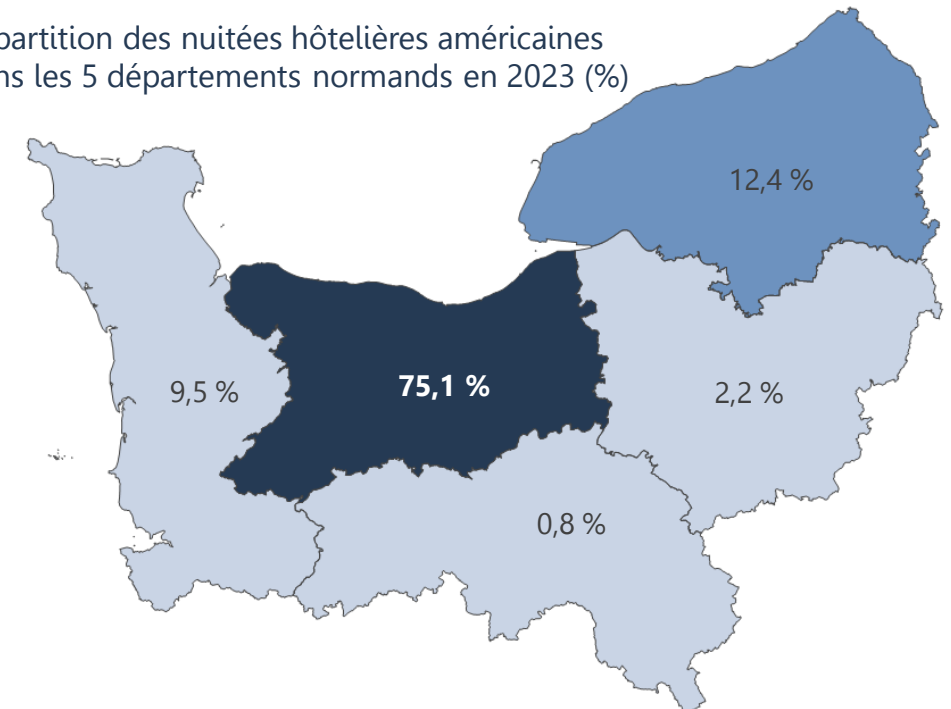 partition des nuitées hôtelières américaines
ns les 5 départements normands en 2023 (%)
12,4 %
9,5 %
75,1 %
2,2 %
0,8 %